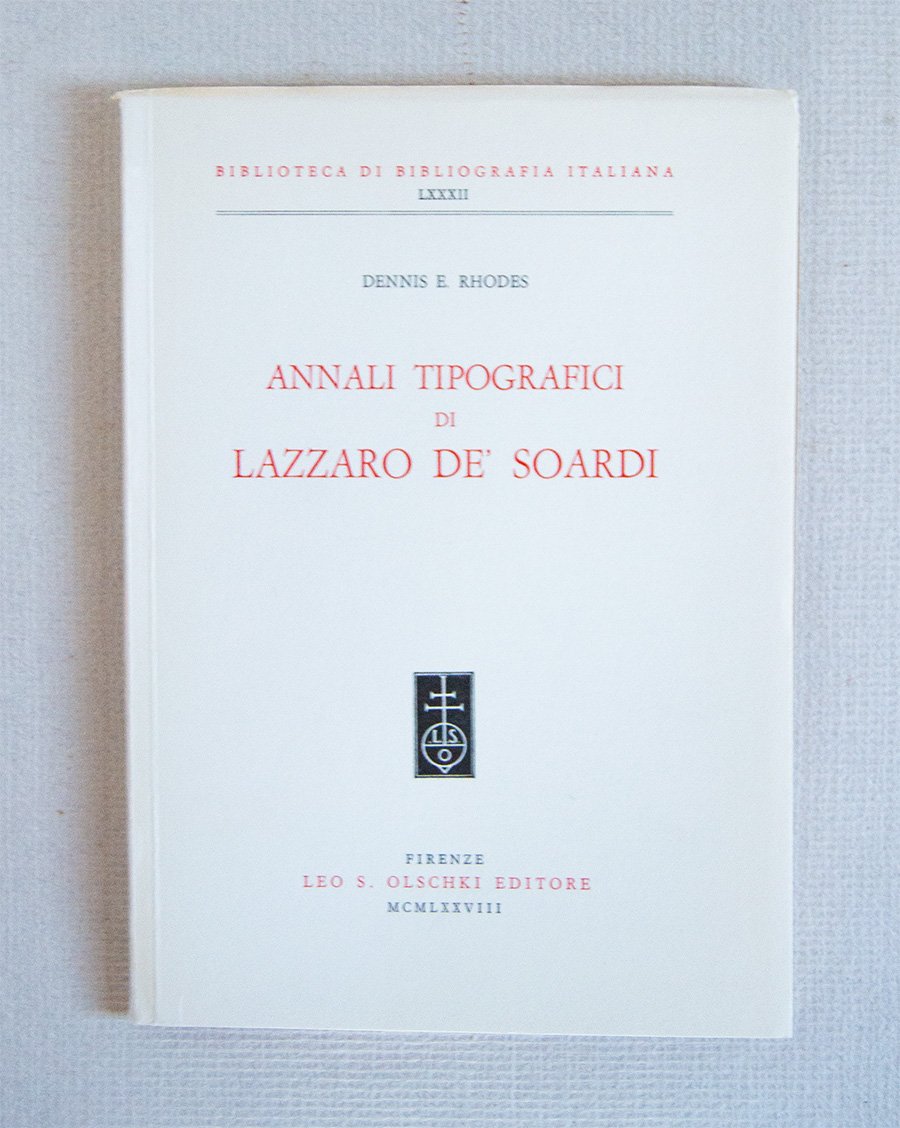 BIBLIOTECA DI BIBLIOGRAFIA ITALIANA
LXXXII
DENNIS E. RHODES
ANNALI TIPOGRAFICI
DI
LAZZARO DE' SOARDI
L.S.
O
FIRENZE
LEO S. OLSCHKI EDITORE
MCMLXXVIII